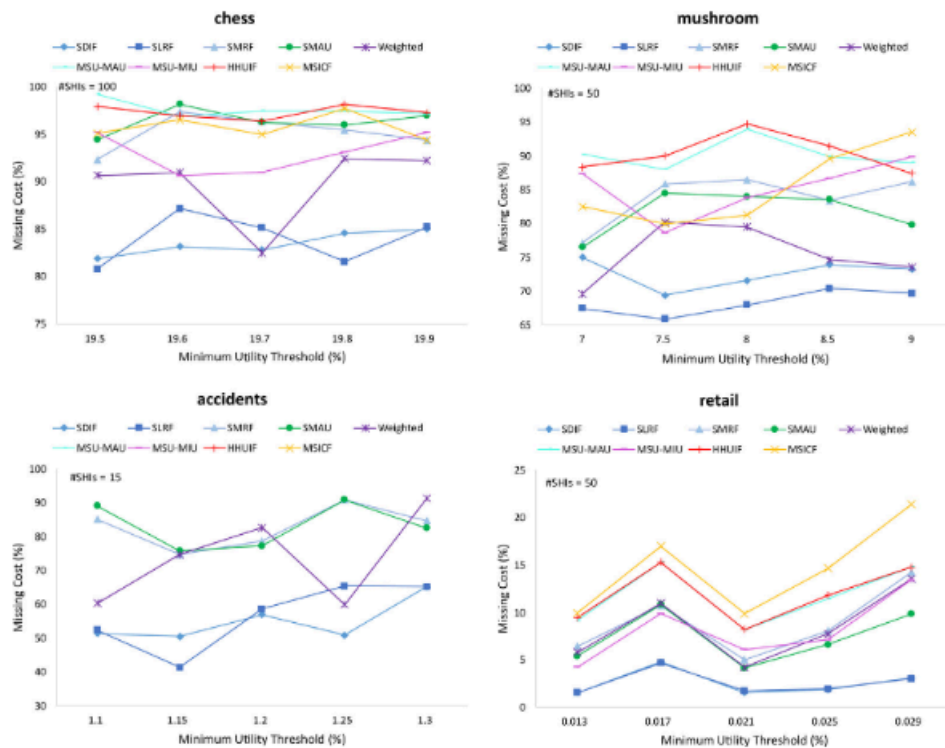 chess
SDIF SLRF SMRF SMAU Weighted
MSU-MAU MSU-MIU HHUIF MSICF
#SHIs = 100
100
95
90
85
80
75
Missing Cost (%)
19.5 19.6 19.7 19.8 19.9
Minimum Utility Threshold (%)
mushroom
SDIF SLRF SMRF SMAU Weighted
MSU-MAU MSU-MIU HHUIF MSICF
#SHIs = 50
100
95
90
85
80
75
70
65
Missing Cost (%)
7 7.5 8 8.5 9
Minimum Utility Threshold (%)
accidents
SDIF SLRF SMRF SMAU Weighted
MSU-MAU MSU-MIU HHUIF MSICF
#SHIs = 15
100
90
80
70
60
50
40
30
Missing Cost (%)
1.1 1.15 1.2 1.25 1.3
Minimum Utility Threshold (%)
retail
SDIF SLRF SMRF SMAU Weighted
MSU-MAU MSU-MIU HHUIF MSICF
#SHIs = 50
25
20
15
10
5
0
Missing Cost (%)
0.013 0.017 0.021 0.025 0.029
Minimum Utility Threshold (%)